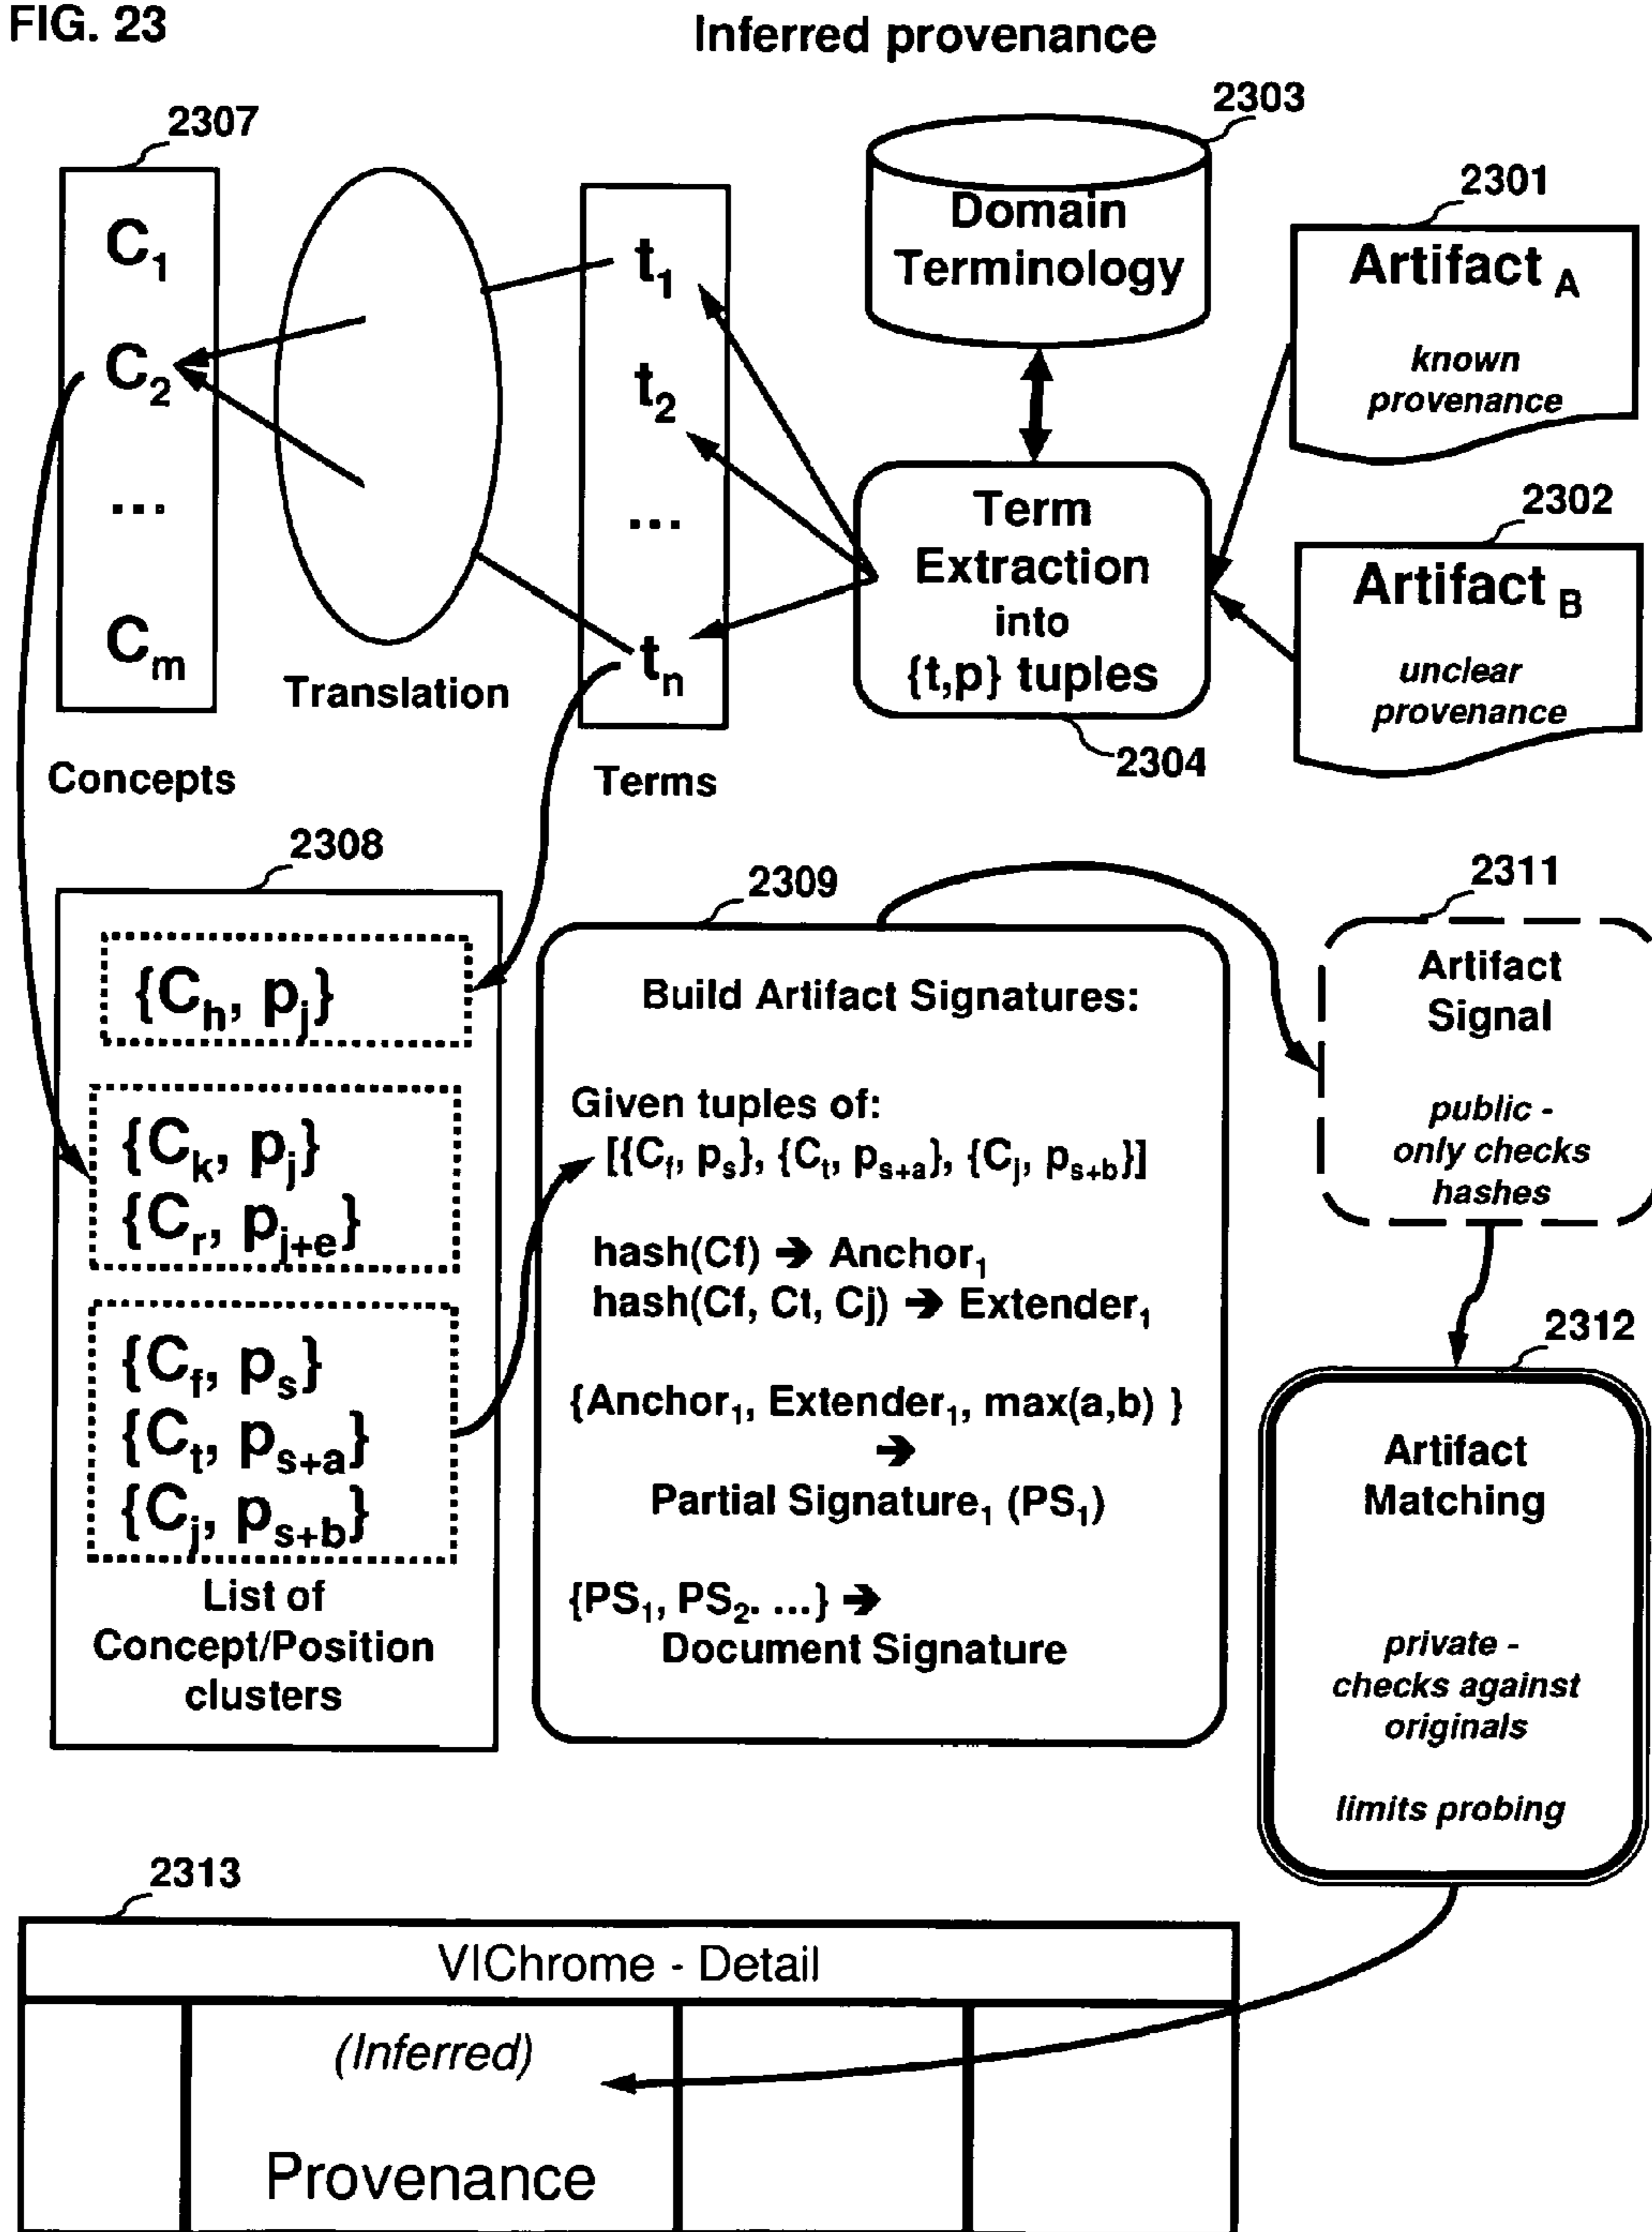 FIG. 23
Inferred provenance
2307
2303
2301
2302
C1
C2
...
Cm
Translation
Concepts
t1
t2
...
tn
Terms
Domain
Terminology
Term
Extraction
into
{t,p} tuples
2304
Artifact A
known
provenance
Artifact B
unclear
provenance
2308
{Ch, pj}
{Ck, pj}
{Cr, pj+e}
{Cf, ps}
{Ct, ps+a}
{Cj, ps+b}
List of
Concept/Position
clusters
2309
Build Artifact Signatures:
Given tuples of:
[{Cf, ps}, {Ct, ps+a}, {Cj, ps+b}]
hash(Cf) ➔ Anchor1
hash(Cf, Ct, Cj) ➔ Extender1
{Anchor1, Extender1, max(a,b) }
➔
Partial Signature1 (PS1)
{PS1, PS2. ...} ➔
Document Signature
2311
Artifact
Signal
public -
only checks
hashes
2312
Artifact
Matching
private -
checks against
originals
limits probing
2313
VIChrome - Detail
(Inferred)
Provenance